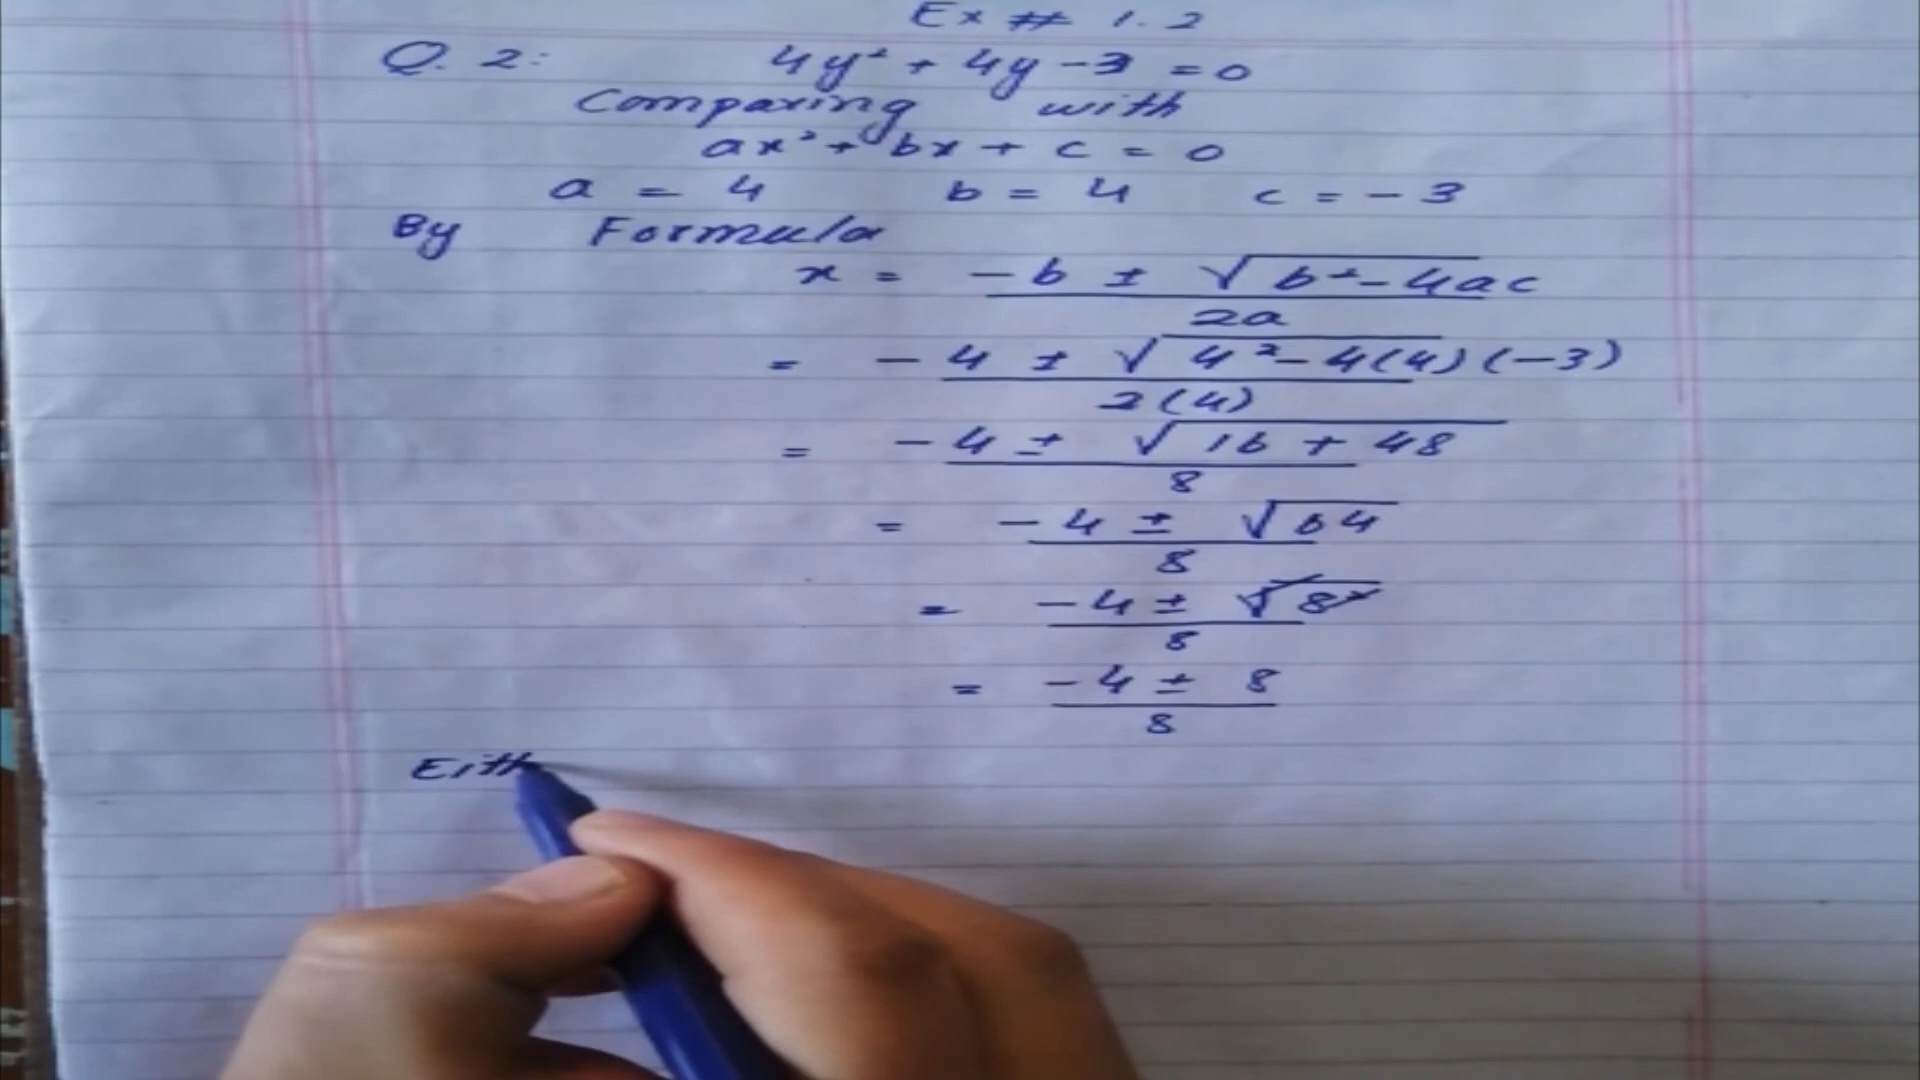 Ex # 1.2
Q. 2: 4y² + 4y - 3 = 0
Comparing with
ax² + bx + c = 0
a = 4 b = 4 c = -3
By Formula
x = -b ± √b²-4ac
2a
= -4 ± √4²-4(4)(-3)
2(4)
= -4 ± √16 + 48
8
= -4 ± √64
8
= -4 ± √8²
8
= -4 ± 8
8
Eith